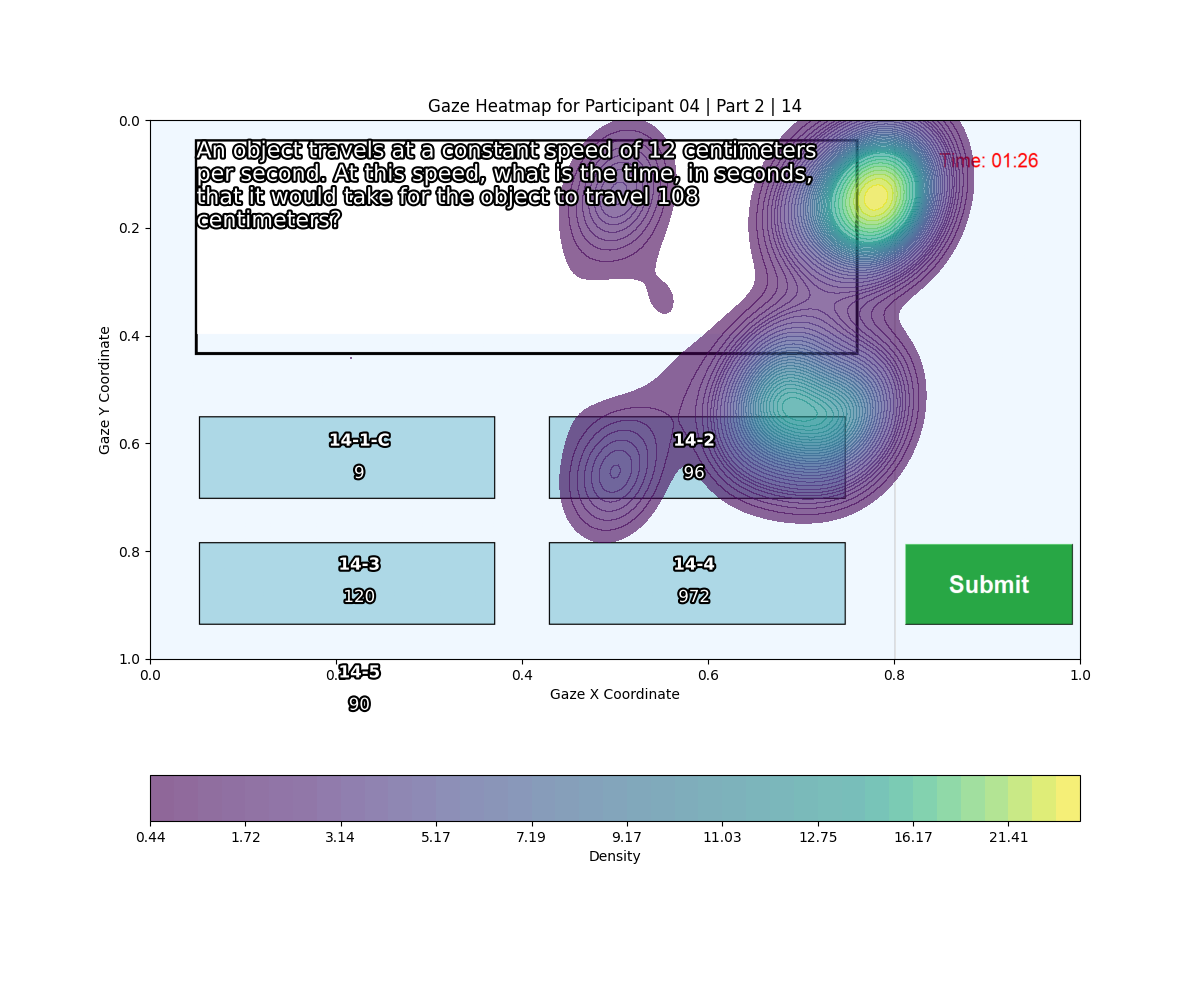 Gaze Heatmap for Participant 04 | Part 2 | 14
An object travels at a constant speed of 12 centimeters
per second. At this speed, what is the time, in seconds,
that it would take for the object to travel 108
centimeters?
Time: 01:26
14-1-C
9
14-2
96
14-3
120
14-4
972
14-5
90
Submit
0.0
0.2
0.4
0.6
0.8
1.0
Gaze Y Coordinate
0.0 0.4 0.6 0.8 1.0
Gaze X Coordinate
0.44 1.72 3.14 5.17 7.19 9.17 11.03 12.75 16.17 21.41
Density